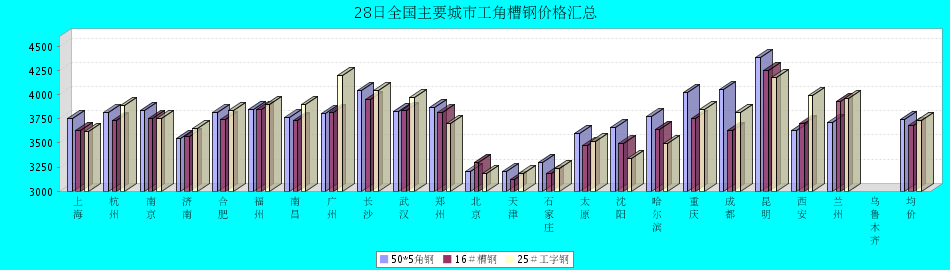 28日全国主要城市工角槽钢价格汇总
4500
4250
4000
3750
3500
3250
3000
上海
杭州
南京
济南
合肥
福州
南昌
广州
长沙
武汉
郑州
北京
天津
石家庄
太原
沈阳
哈尔滨
重庆
成都
昆明
西安
兰州
乌鲁木齐
均价
50*5角钢 16#槽钢 25#工字钢